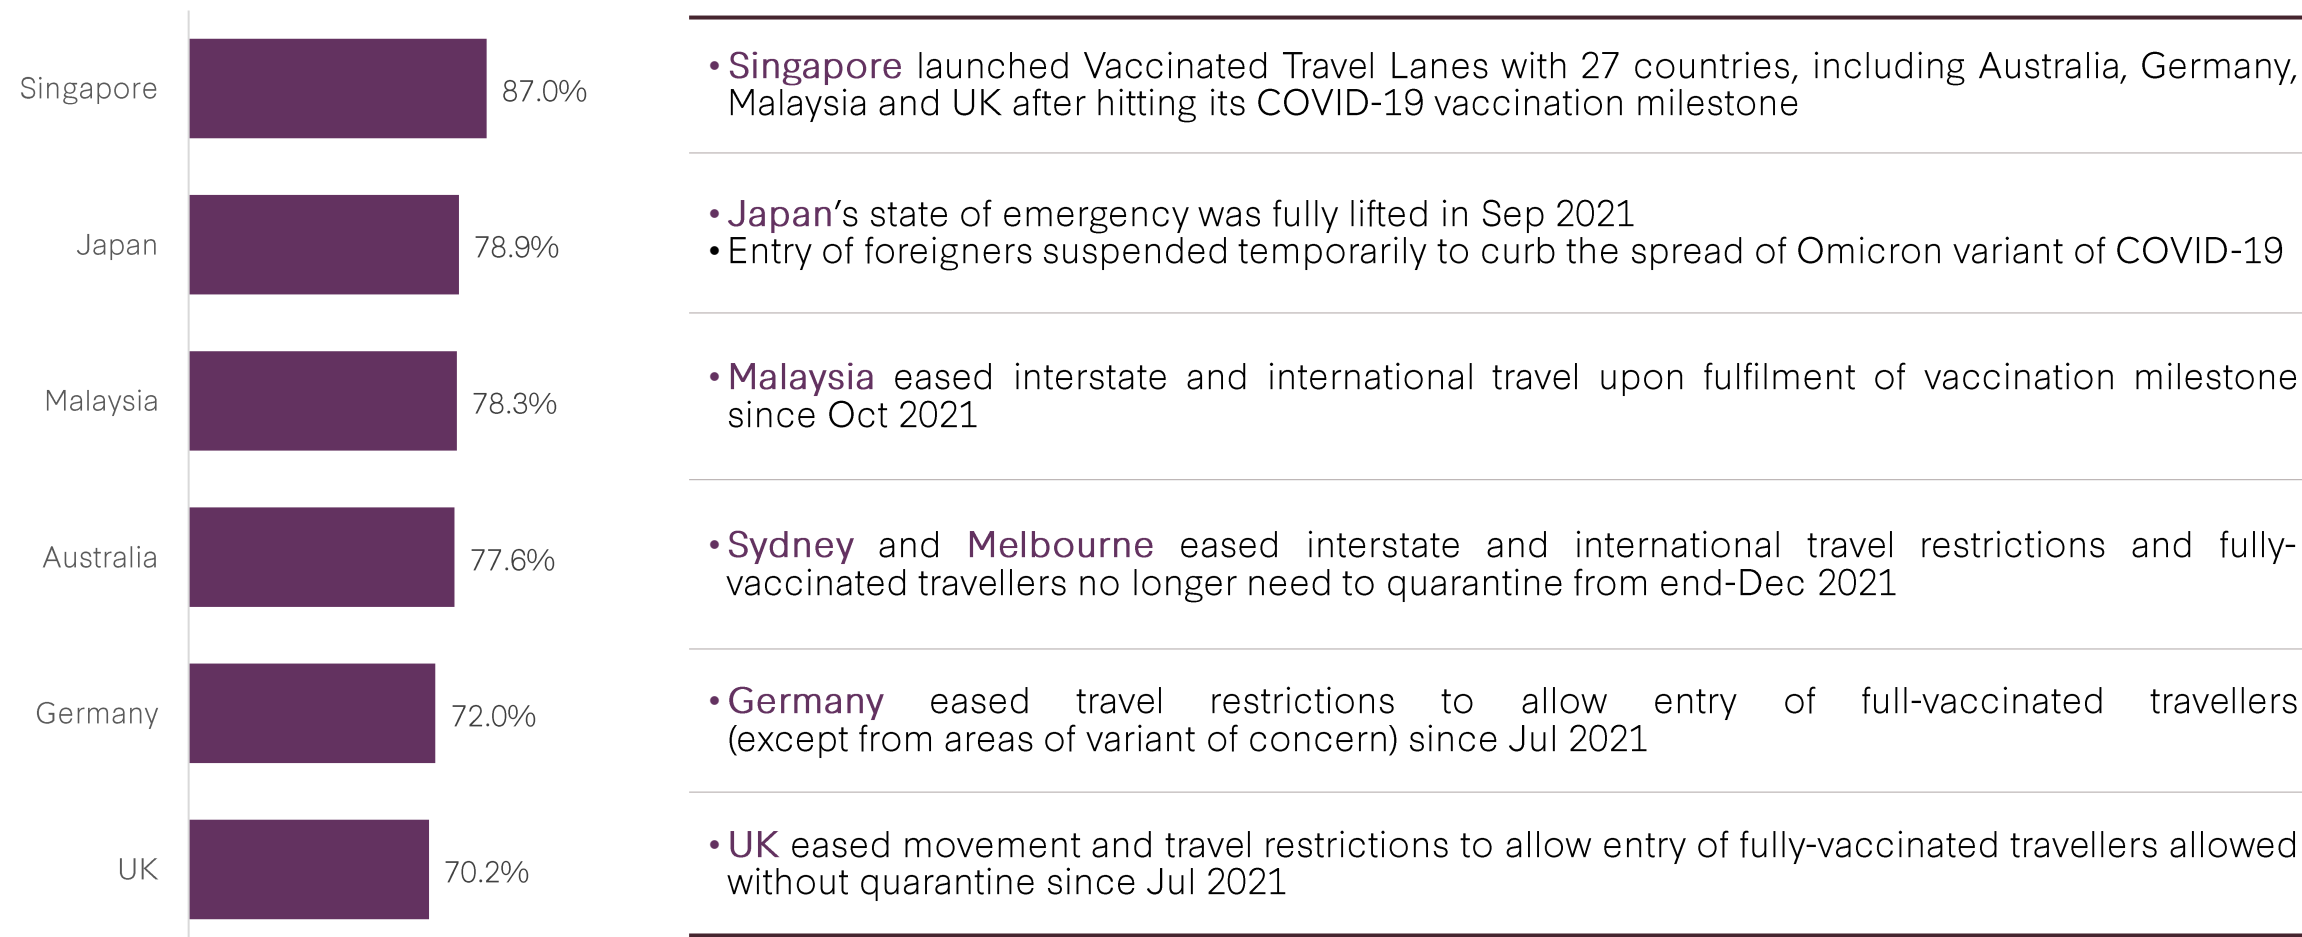 Singapore
87.0%
• Singapore launched Vaccinated Travel Lanes with 27 countries, including Australia, Germany,
Malaysia and UK after hitting its COVID-19 vaccination milestone
Japan
78.9%
• Japan's state of emergency was fully lifted in Sep 2021
• Entry of foreigners suspended temporarily to curb the spread of Omicron variant of COVID-19
Malaysia
78.3%
• Malaysia eased interstate and international travel upon fulfilment of vaccination milestone
since Oct 2021
Australia
77.6%
• Sydney and Melbourne eased interstate and international travel restrictions and fully-
vaccinated travellers no longer need to quarantine from end-Dec 2021
Germany
72.0%
• Germany eased travel restrictions to allow entry of full-vaccinated travellers
(except from areas of variant of concern) since Jul 2021
UK
70.2%
• UK eased movement and travel restrictions to allow entry of fully-vaccinated travellers allowed
without quarantine since Jul 2021